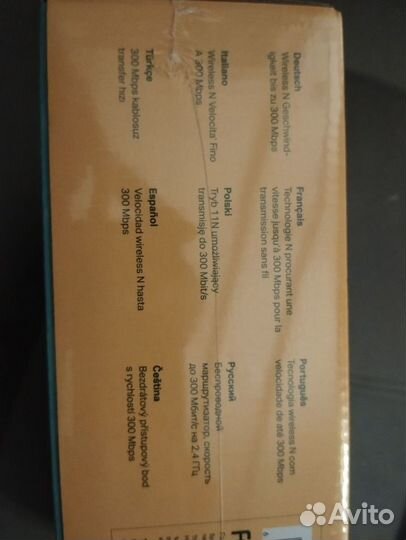 Deutsch
Wireless N Geschwind-
igkeit bis zu 300 Mbps
Français
Technologie N procurant une
vitesse jusqu'à 300 Mbps pour la
transmission sans fil
Português
Tecnologia wireless N com
velocidade de até 300 Mbps
Italiano
Wireless N Velocita' Fino
A 300 Mbps
Polski
Tryb 11N umożliwiający
transmisję do 300 Mbit/s
Русский
Беспроводной
маршрутизатор, скорость
до 300 Мбит/с на 2,4 ГГц
Türkçe
300 Mbps kablosuz
transfer hızı
Español
Velocidad wireless N hasta
300 Mbps
Čeština
Bezdrátový přístupový bod
s rychlostí 300 Mbps
Avito